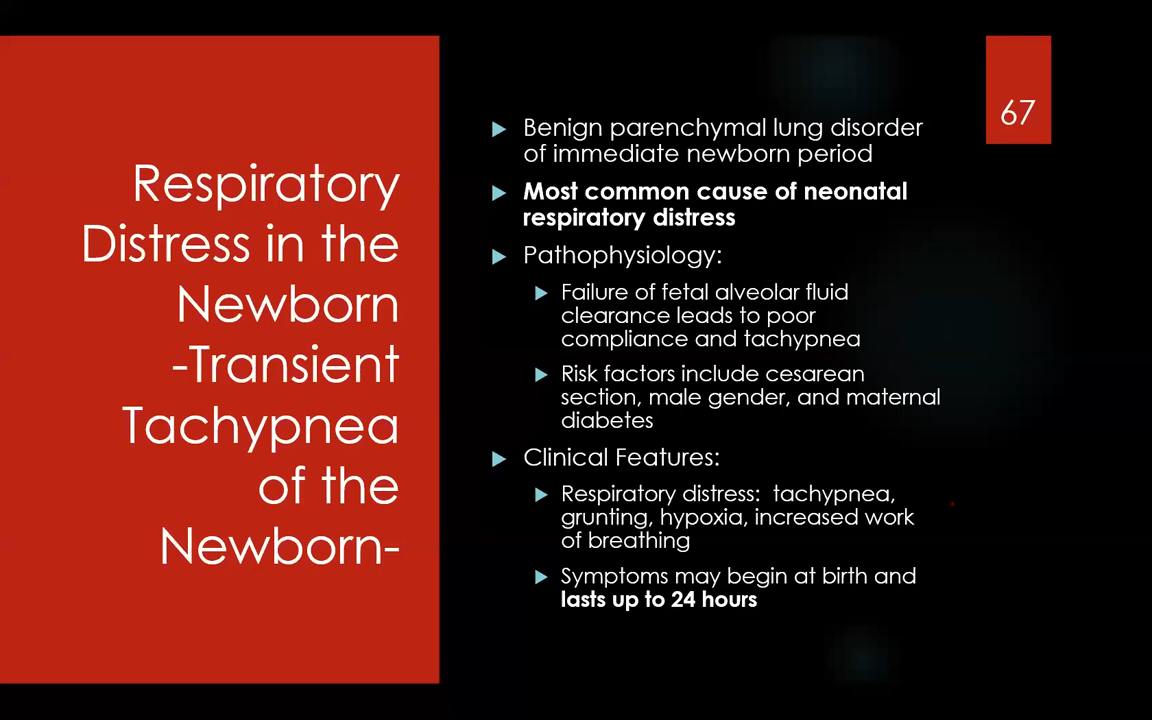 Respiratory
Distress in the
Newborn
-Transient
Tachypnea
of the
Newborn-
67
Benign parenchymal lung disorder
of immediate newborn period
Most common cause of neonatal
respiratory distress
Pathophysiology:
Failure of fetal alveolar fluid
clearance leads to poor
compliance and tachypnea
Risk factors include cesarean
section, male gender, and maternal
diabetes
Clinical Features:
Respiratory distress: tachypnea,
grunting, hypoxia, increased work
of breathing
Symptoms may begin at birth and
lasts up to 24 hours